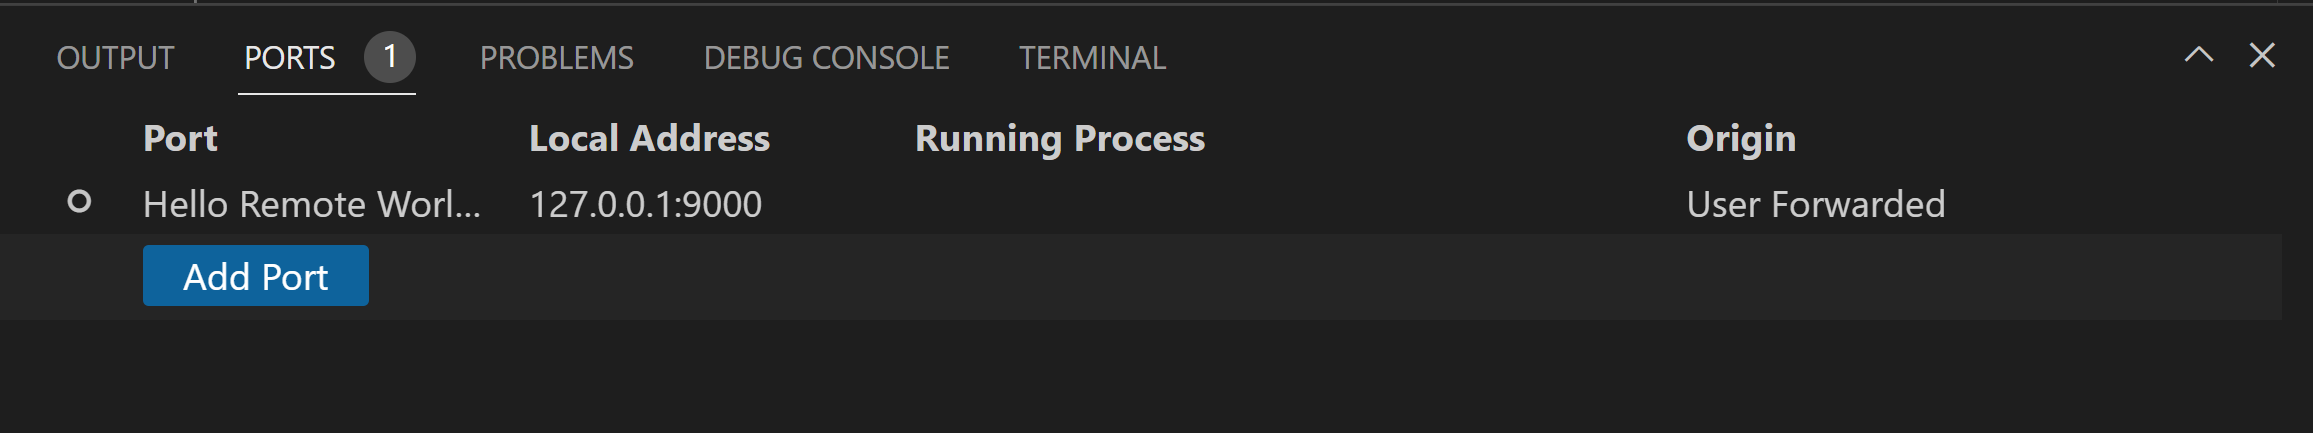 OUTPUT PORTS 1 PROBLEMS DEBUG CONSOLE TERMINAL
Port Local Address Running Process Origin
Hello Remote Worl... 127.0.0.1:9000 User Forwarded
Add Port